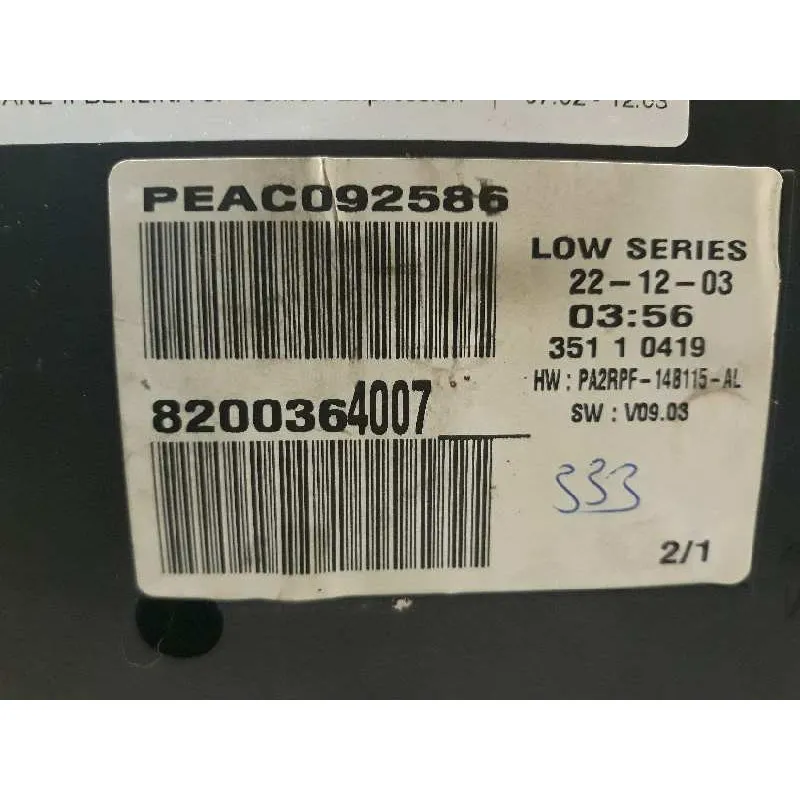 BERLINA
PEAC092586
LOW SERIES
22-12-03
03:56
351 1 0419
HW : PA2RPF-14B115-AL
SW : V09.03
8200364007
333
2/1